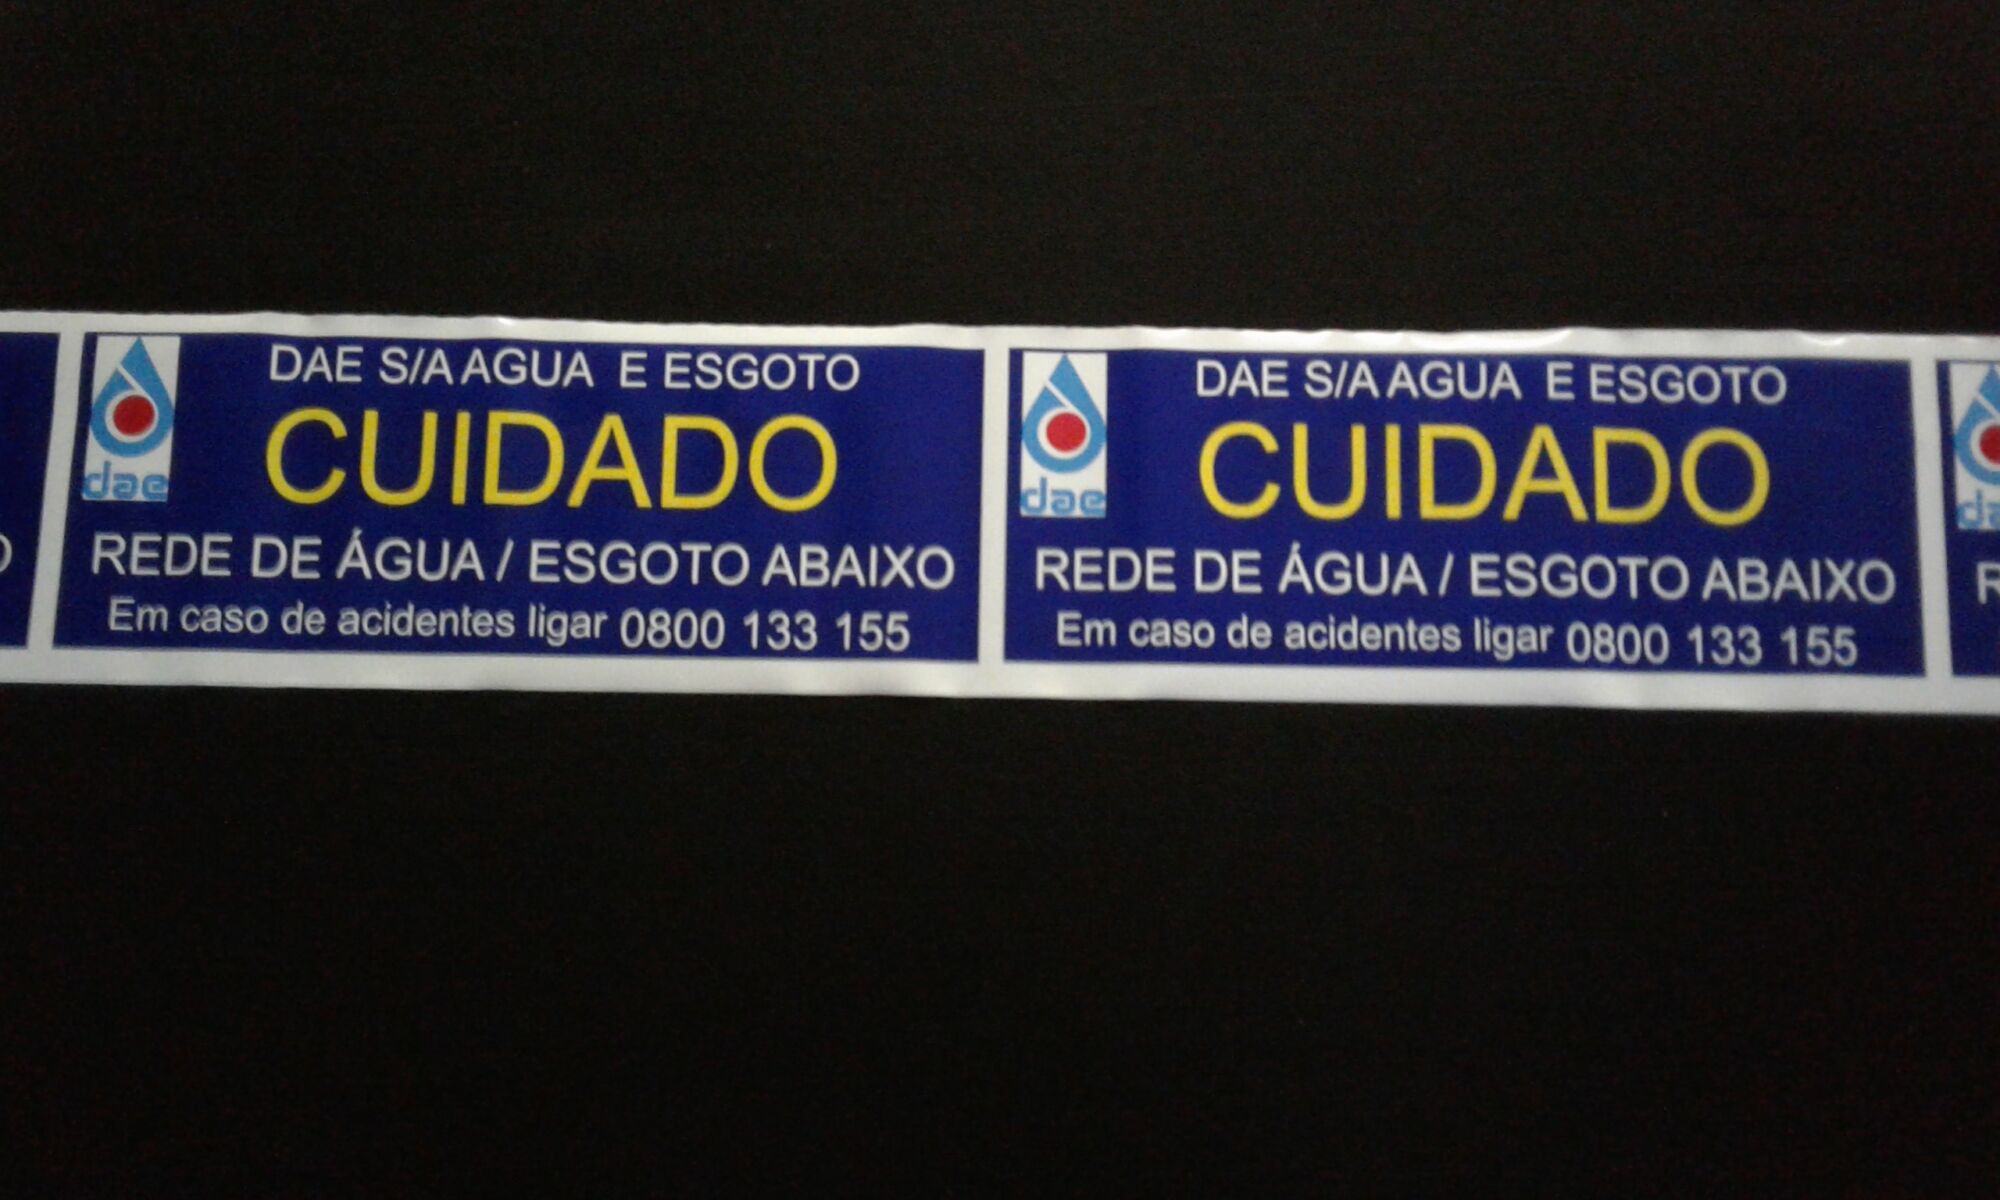 DAE S/A AGUA E ESGOTO
CUIDADO
dae
REDE DE ÁGUA / ESGOTO ABAIXO
Em caso de acidentes ligar 0800 133 155
DAE S/A AGUA E ESGOTO
CUIDADO
dae
REDE DE ÁGUA / ESGOTO ABAIXO
Em caso de acidentes ligar 0800 133 155